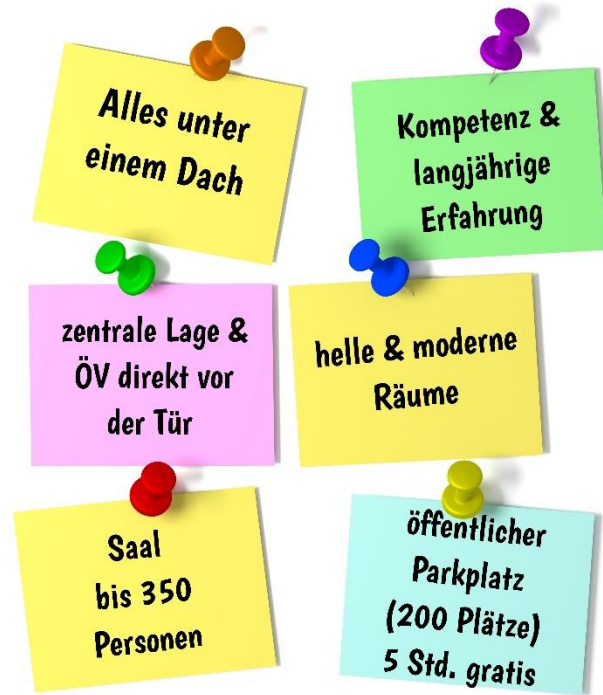 Alles unter
einem Dach
Kompetenz &
langjährige
Erfahrung
zentrale Lage &
ÖV direkt vor
der Tür
helle & moderne
Räume
Saal
bis 350
Personen
öffentlicher
Parkplatz
(200 Plätze)
5 Std. gratis